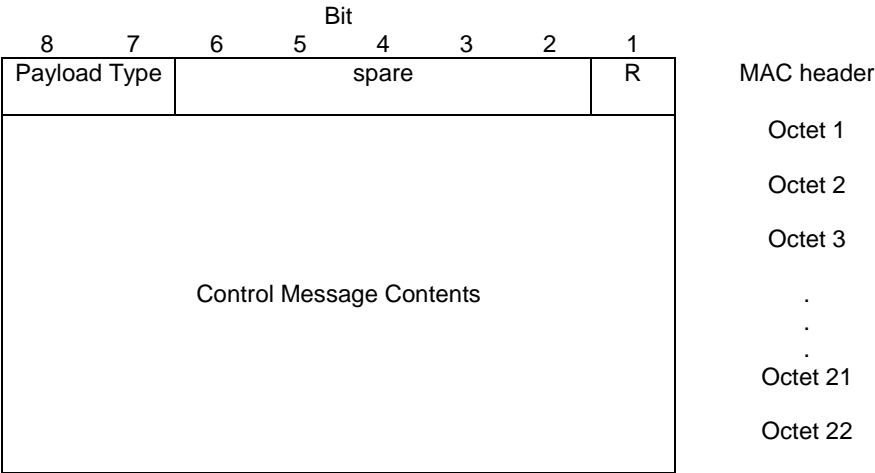 Bit
8 7 6 5 4 3 2 1
Payload Type spare R MAC header
Octet 1
Octet 2
Octet 3
Control Message Contents .
.
.
Octet 21
Octet 22